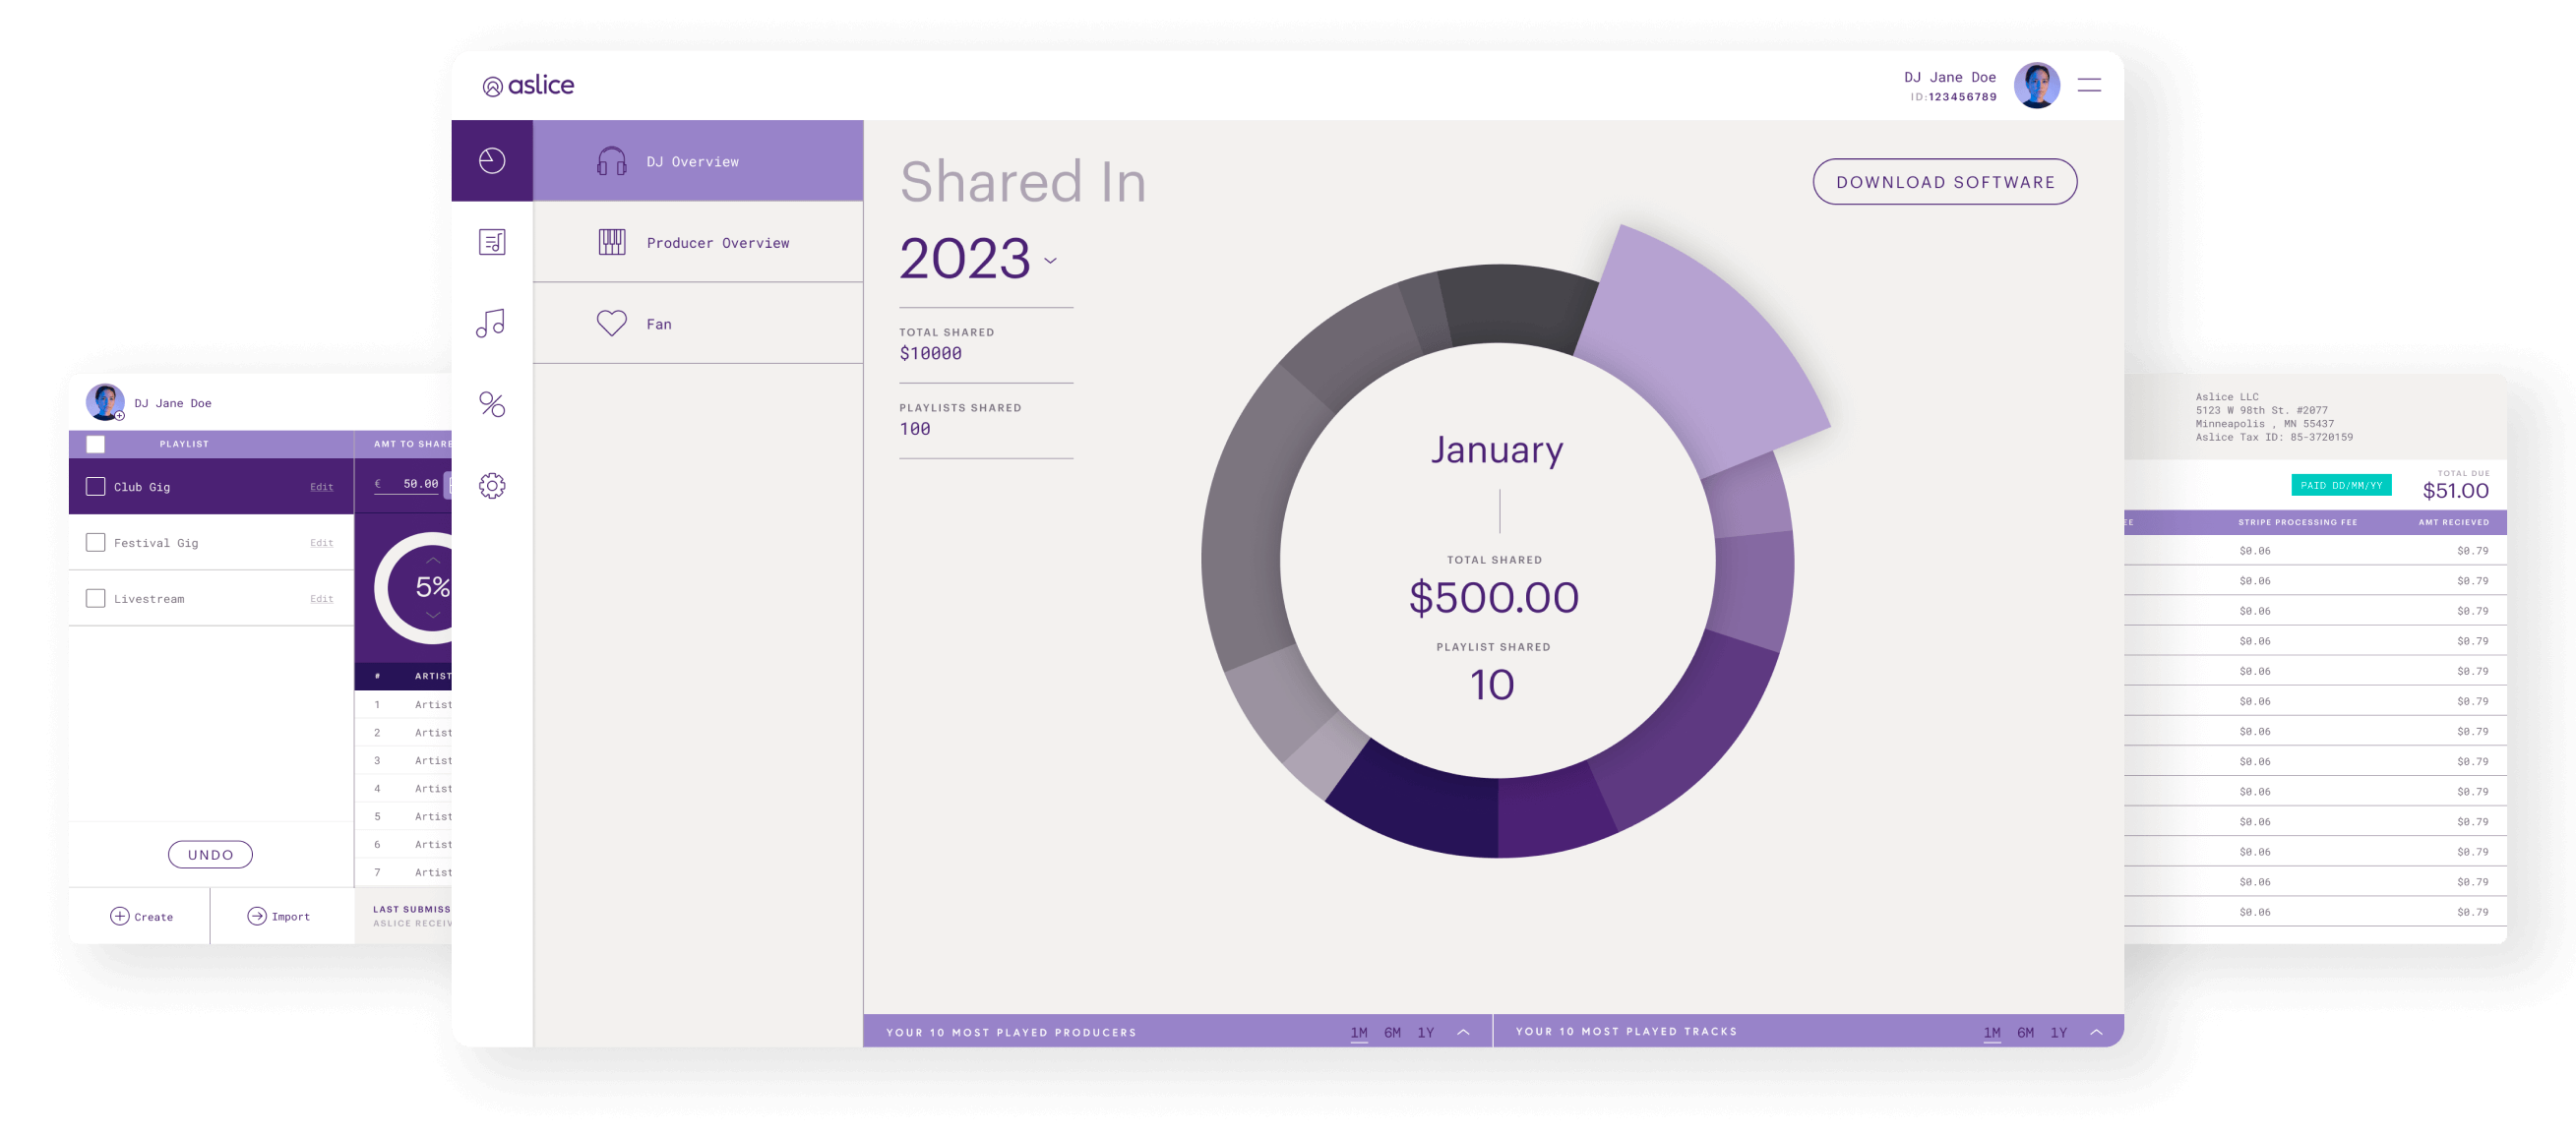 aslice
DJ Jane Doe
ID:123456789
DJ Overview
Producer Overview
Fan
Shared In
2023
TOTAL SHARED
$10000
PLAYLISTS SHARED
100
DOWNLOAD SOFTWARE
January
TOTAL SHARED
$500.00
PLAYLIST SHARED
10
YOUR 10 MOST PLAYED PRODUCERS
1M 6M 1Y
YOUR 10 MOST PLAYED TRACKS
1M 6M 1Y
DJ Jane Doe
PLAYLIST
AMT TO SHARE
Club Gig Edit
€ 50.00
Festival Gig Edit
Livestream Edit
5%
# ARTIST
1 Artist
2 Artist
3 Artist
4 Artist
5 Artist
6 Artist
7 Artist
UNDO
Create
Import
LAST SUBMISS
ASLICE RECEIV
Aslice LLC
5123 W 98th St. #2077
Minneapolis , MN 55437
Aslice Tax ID: 85-3720159
PAID DD/MM/YY
TOTAL DUE
$51.00
EE STRIPE PROCESSING FEE AMT RECIEVED
$0.06 $0.79
$0.06 $0.79
$0.06 $0.79
$0.06 $0.79
$0.06 $0.79
$0.06 $0.79
$0.06 $0.79
$0.06 $0.79
$0.06 $0.79
$0.06 $0.79
$0.06 $0.79
$0.06 $0.79
$0.06 $0.79